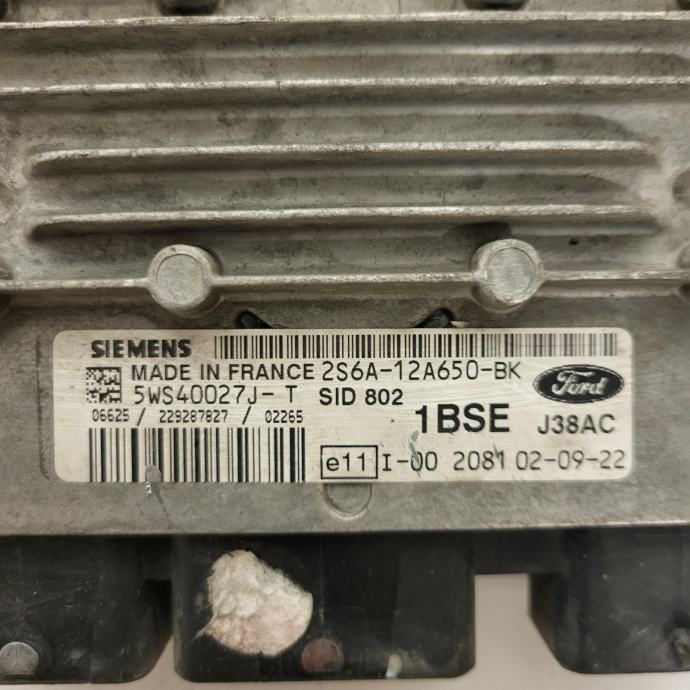 SIEMENS
MADE IN FRANCE 2S6A-12A650-BK
5WS40027J-T SID 802
Ford
06625 / 229287827 / 02265
1BSE J38AC
e11 I-00 2081 02-09-22